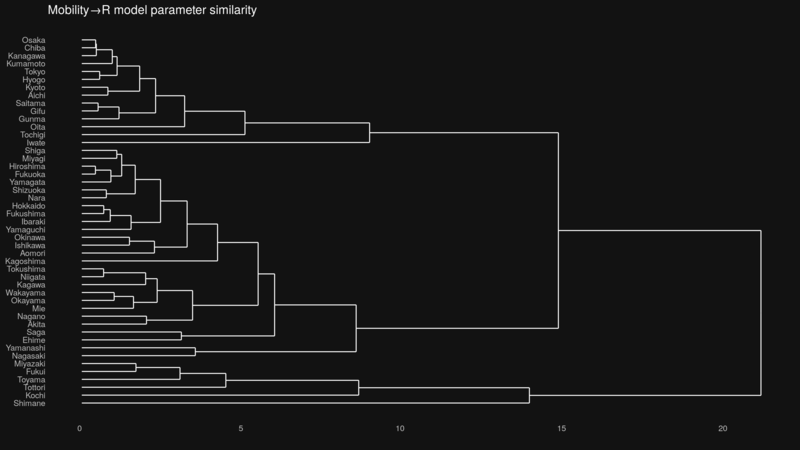 Mobility→R model parameter similarity
Osaka
Chiba
Kanagawa
Kumamoto
Tokyo
Hyogo
Kyoto
Aichi
Saitama
Gifu
Gunma
Oita
Tochigi
Iwate
Shiga
Miyagi
Hiroshima
Fukuoka
Yamagata
Shizuoka
Nara
Hokkaido
Fukushima
Ibaraki
Yamaguchi
Okinawa
Ishikawa
Aomori
Kagoshima
Tokushima
Niigata
Kagawa
Wakayama
Okayama
Mie
Nagano
Akita
Saga
Ehime
Yamanashi
Nagasaki
Miyazaki
Fukui
Toyama
Tottori
Kochi
Shimane
0 5 10 15 20